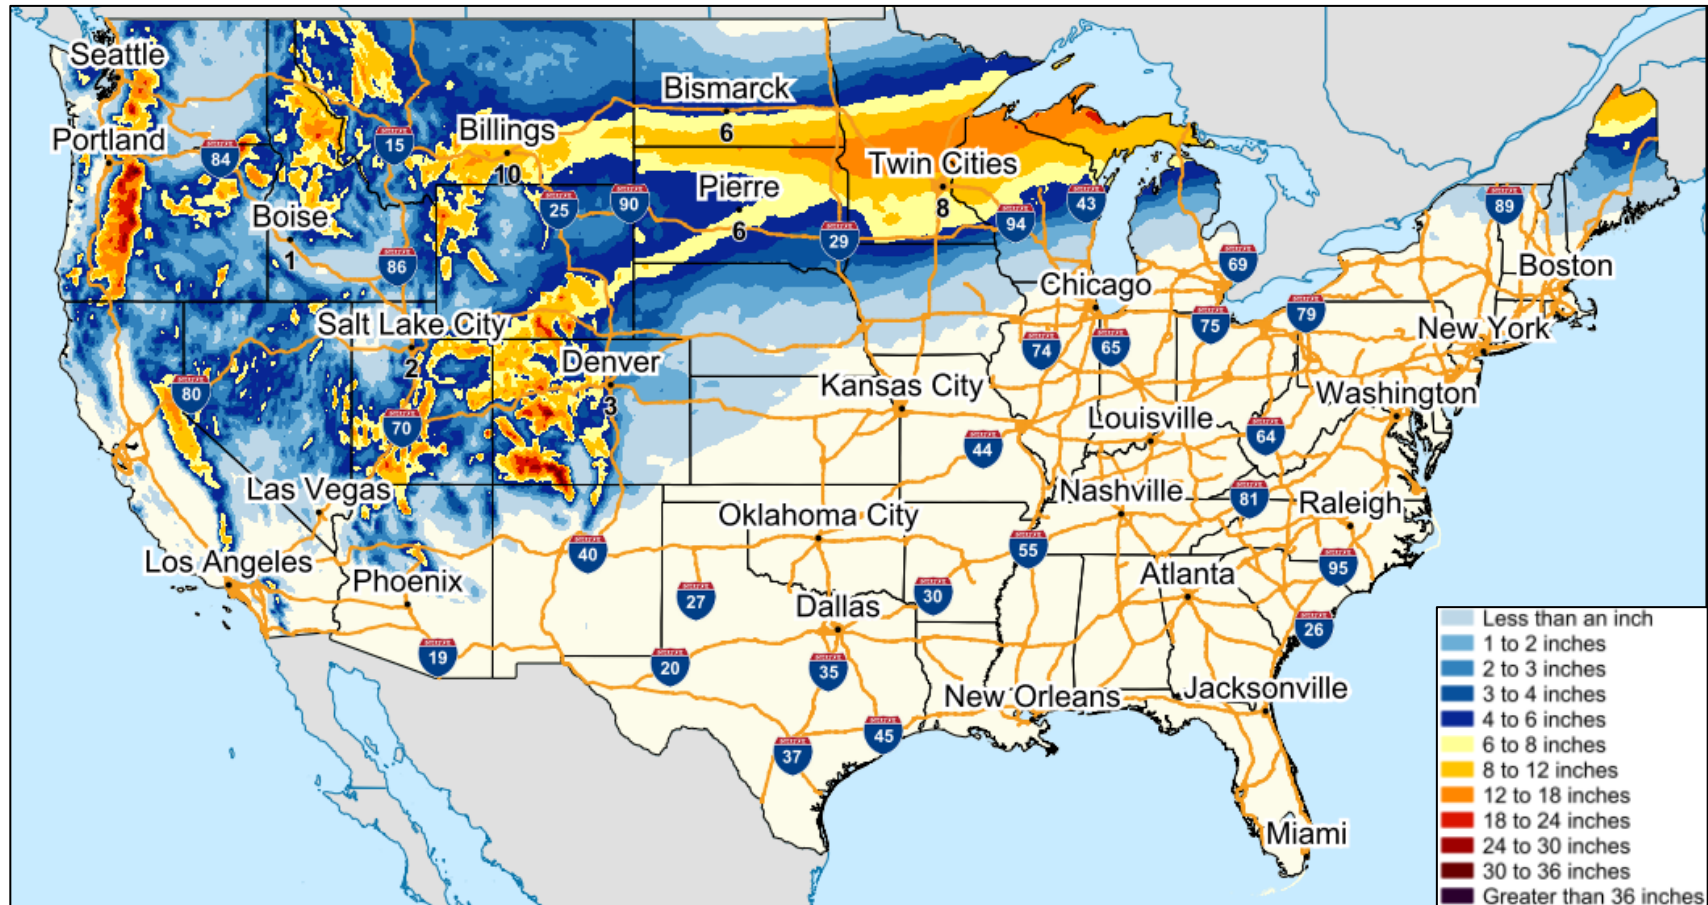 Seattle
Bismarck
6
Portland
Billings
10
15
84
Twin Cities
8
Pierre
6
Boise
1
25
90
43
94
29
89
86
69
Boston
Chicago
Salt Lake City
2
79
75
New York
74
65
Denver
3
80
Kansas City
Washington
70
Louisville
64
44
Las Vegas
Nashville
81
Raleigh
Oklahoma City
40
55
Los Angeles
Phoenix
95
Atlanta
27
30
Dallas
26
19
20
35
New Orleans
Jacksonville
45
37
Miami
Less than an inch
1 to 2 inches
2 to 3 inches
3 to 4 inches
4 to 6 inches
6 to 8 inches
8 to 12 inches
12 to 18 inches
18 to 24 inches
24 to 30 inches
30 to 36 inches
Greater than 36 inches